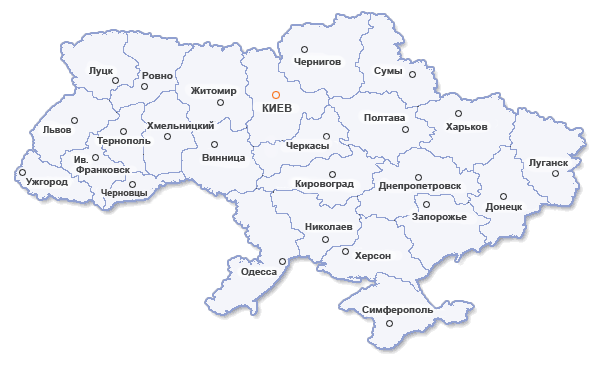 Чернигов
Луцк
Ровно
Сумы
Житомир
КИЕВ
Львов
Тернополь
Хмельницкий
Полтава
Харьков
Черкасы
Винница
Ив.
Франковск
Луганск
Ужгород
Черновцы
Кировоград
Днепропетровск
Донецк
Запорожье
Николаев
Херсон
Одесса
Симферополь